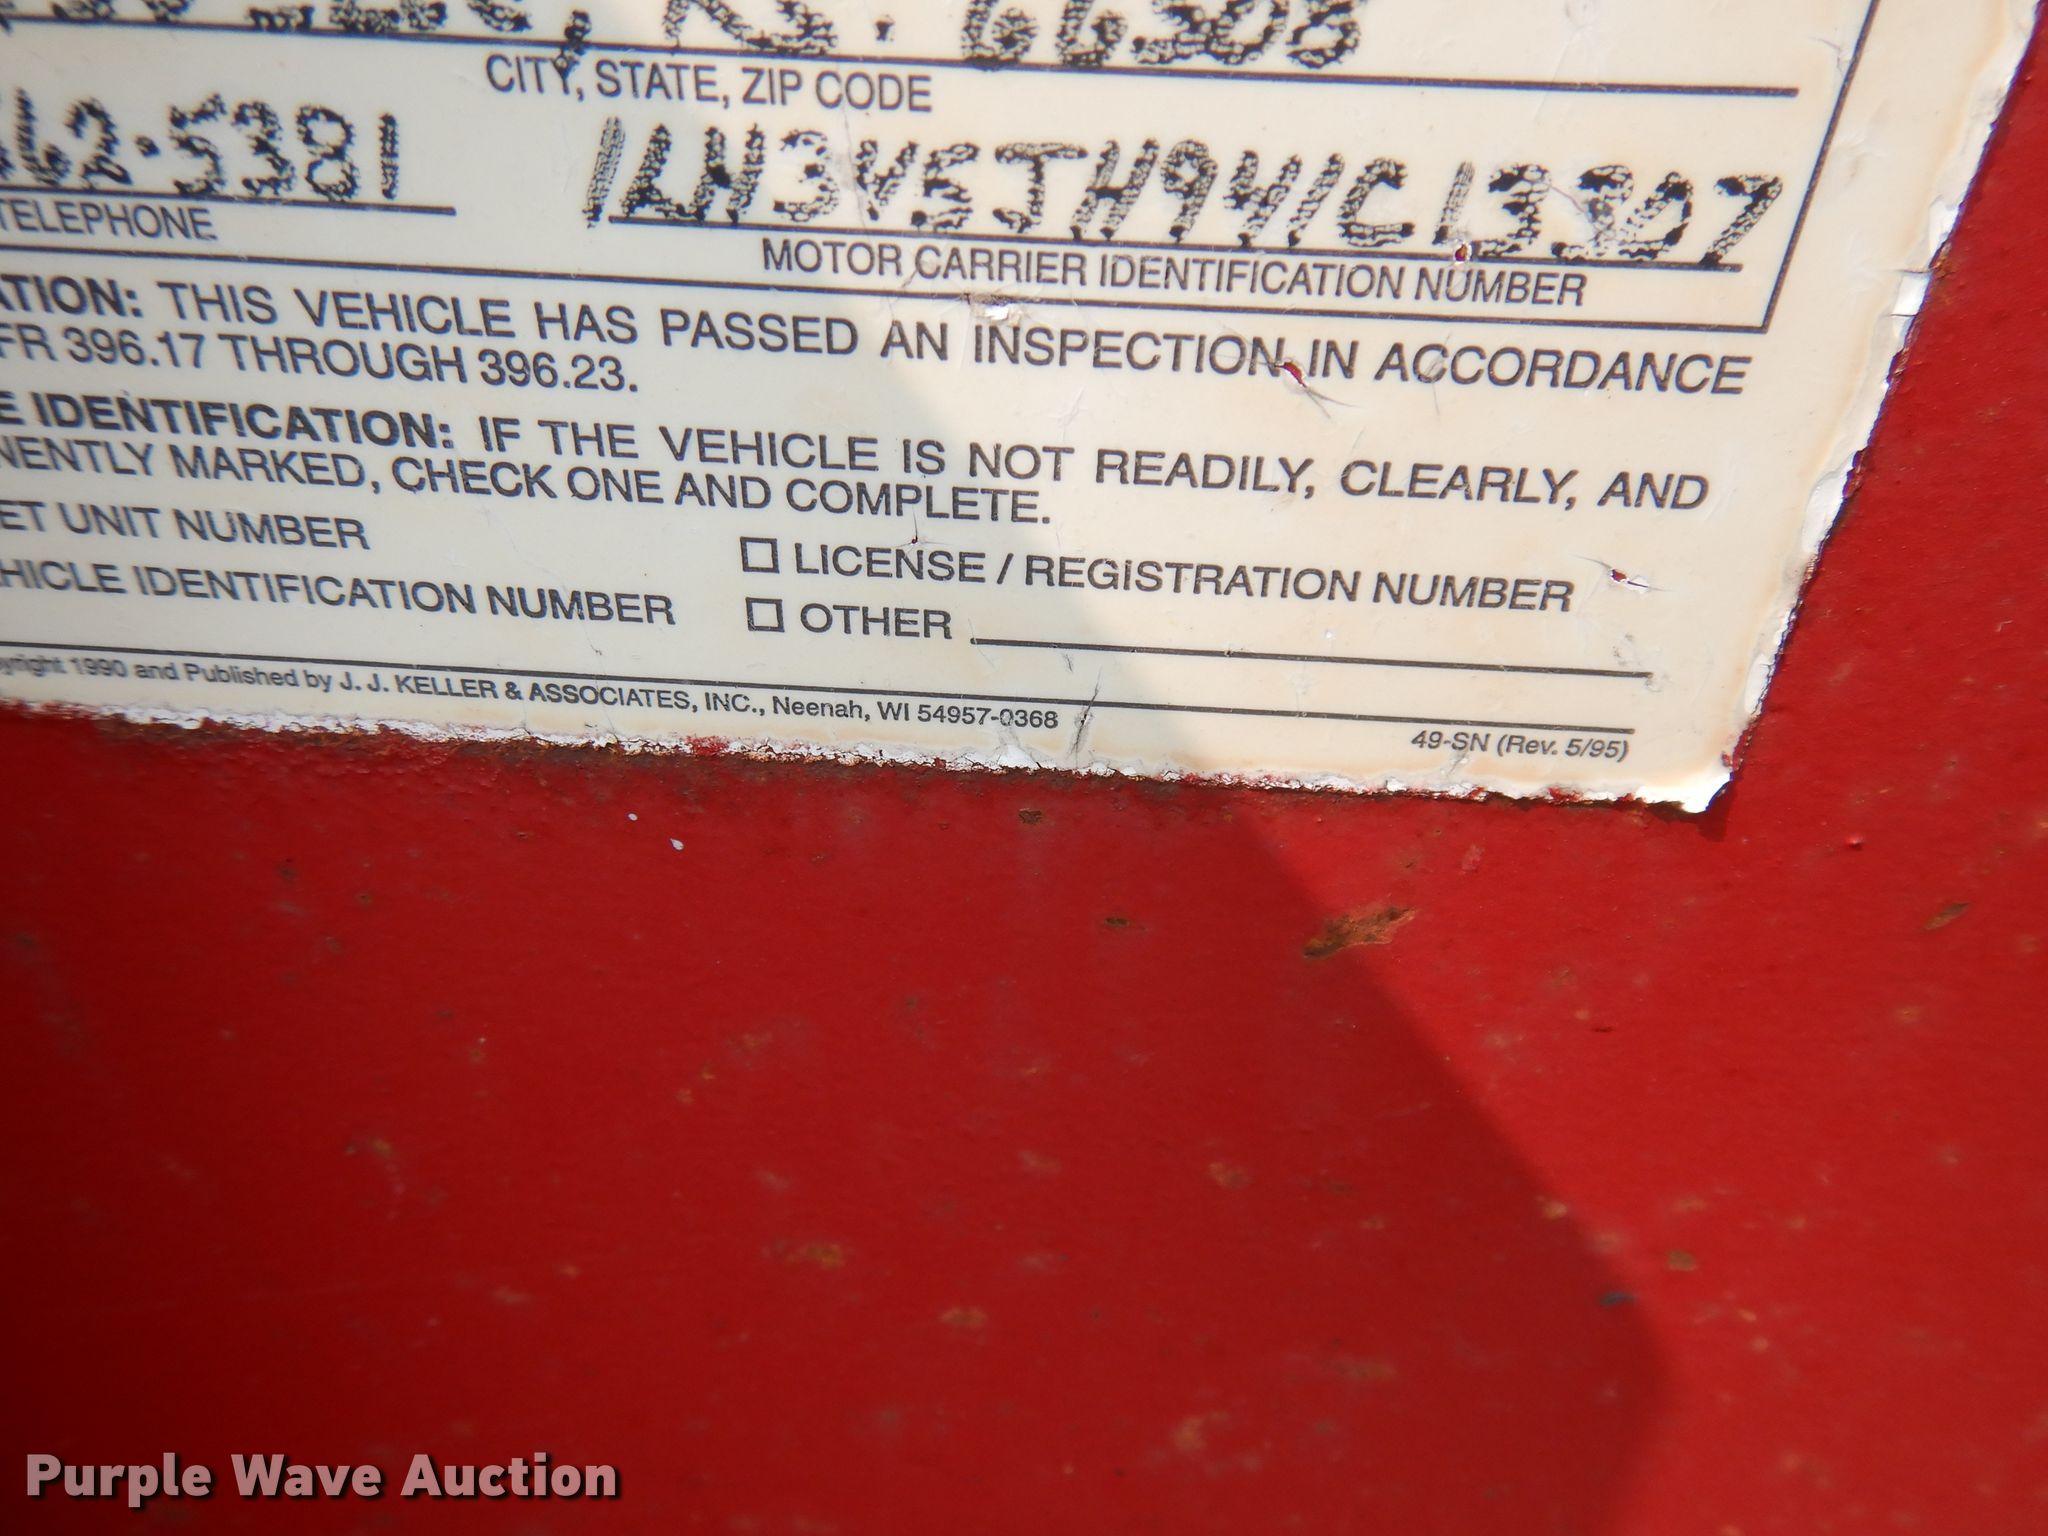 KS. 66508
CITY, STATE, ZIP CODE
62-5381
1LH3V5JH941C13307
TELEPHONE
MOTOR CARRIER IDENTIFICATION NUMBER
ATION: THIS VEHICLE HAS PASSED AN INSPECTION IN ACCORDANCE
FR 396.17 THROUGH 396.23.
E IDENTIFICATION: IF THE VEHICLE IS NOT READILY, CLEARLY, AND
NENTLY MARKED, CHECK ONE AND COMPLETE.
ET UNIT NUMBER
LICENSE / REGISTRATION NUMBER
HICLE IDENTIFICATION NUMBER
OTHER
yright 1990 and Published by J. J. KELLER & ASSOCIATES, INC., Neenah, WI 54957-0368
49-SN (Rev. 5/95)
Purple Wave Auction